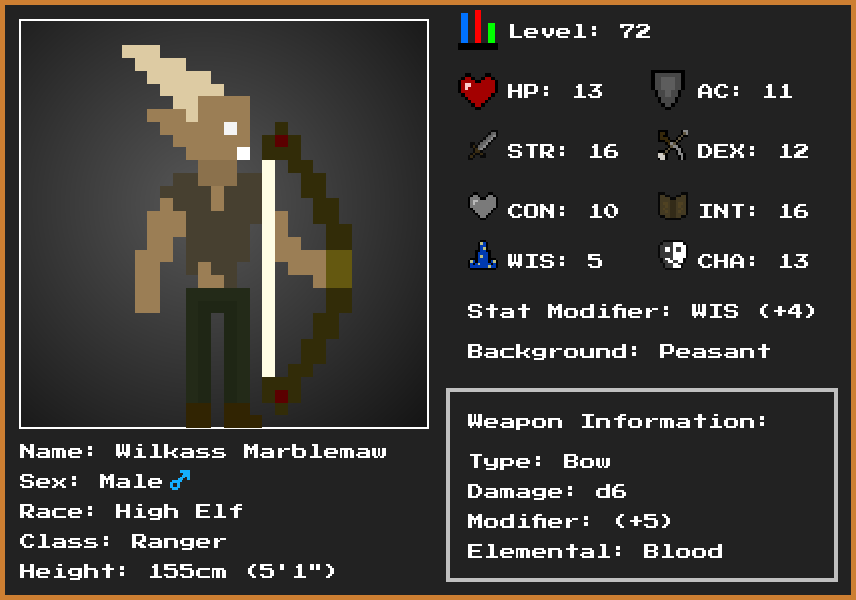 Level: 72
HP: 13 AC: 11
STR: 16 DEX: 12
CON: 10 INT: 16
WIS: 5 CHA: 13
Stat Modifier: WIS (+4)
Background: Peasant
Weapon Information:
Type: Bow
Damage: d6
Modifier: (+5)
Elemental: Blood
Name: Wilkass Marblemaw
Sex: Male ♂
Race: High Elf
Class: Ranger
Height: 155cm (5'1")